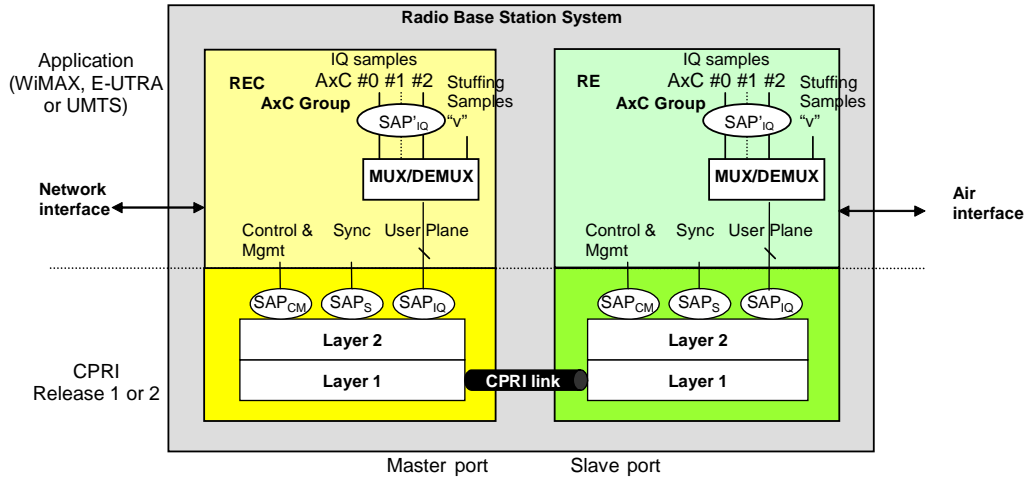 Radio Base Station System
Application
(WiMAX, E-UTRA
or UMTS)
REC
IQ samples
AxC #0 #1 #2
AxC Group
Stuffing
Samples
“v”
SAP’IQ
MUX/DEMUX
Control &
Mgmt
Sync
User Plane
SAPCM
SAPS
SAPIQ
Layer 2
Layer 1
CPRI link
RE
IQ samples
AxC #0 #1 #2
AxC Group
Stuffing
Samples
“v”
SAP’IQ
MUX/DEMUX
Control &
Mgmt
Sync
User Plane
SAPCM
SAPS
SAPIQ
Layer 2
Layer 1
Network
interface
Air
interface
CPRI
Release 1 or 2
Master port
Slave port